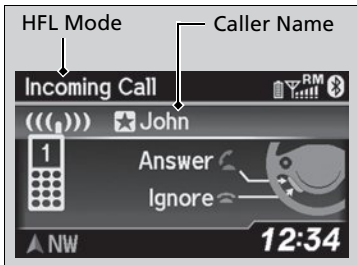 HFL Mode
Caller Name
Incoming Call
RM
John
1
Answer
Ignore
NW
12:34